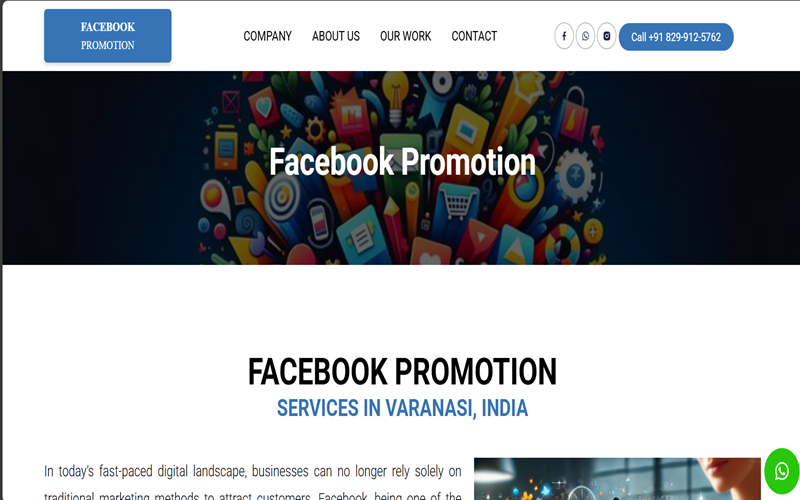 FACEBOOK
PROMOTION
COMPANY ABOUT US OUR WORK CONTACT
Call +91 829-912-5762
Facebook Promotion
FACEBOOK PROMOTION
SERVICES IN VARANASI, INDIA
In today's fast-paced digital landscape, businesses can no longer rely solely on
traditional marketing methods to attract customers. Facebook, being one of the